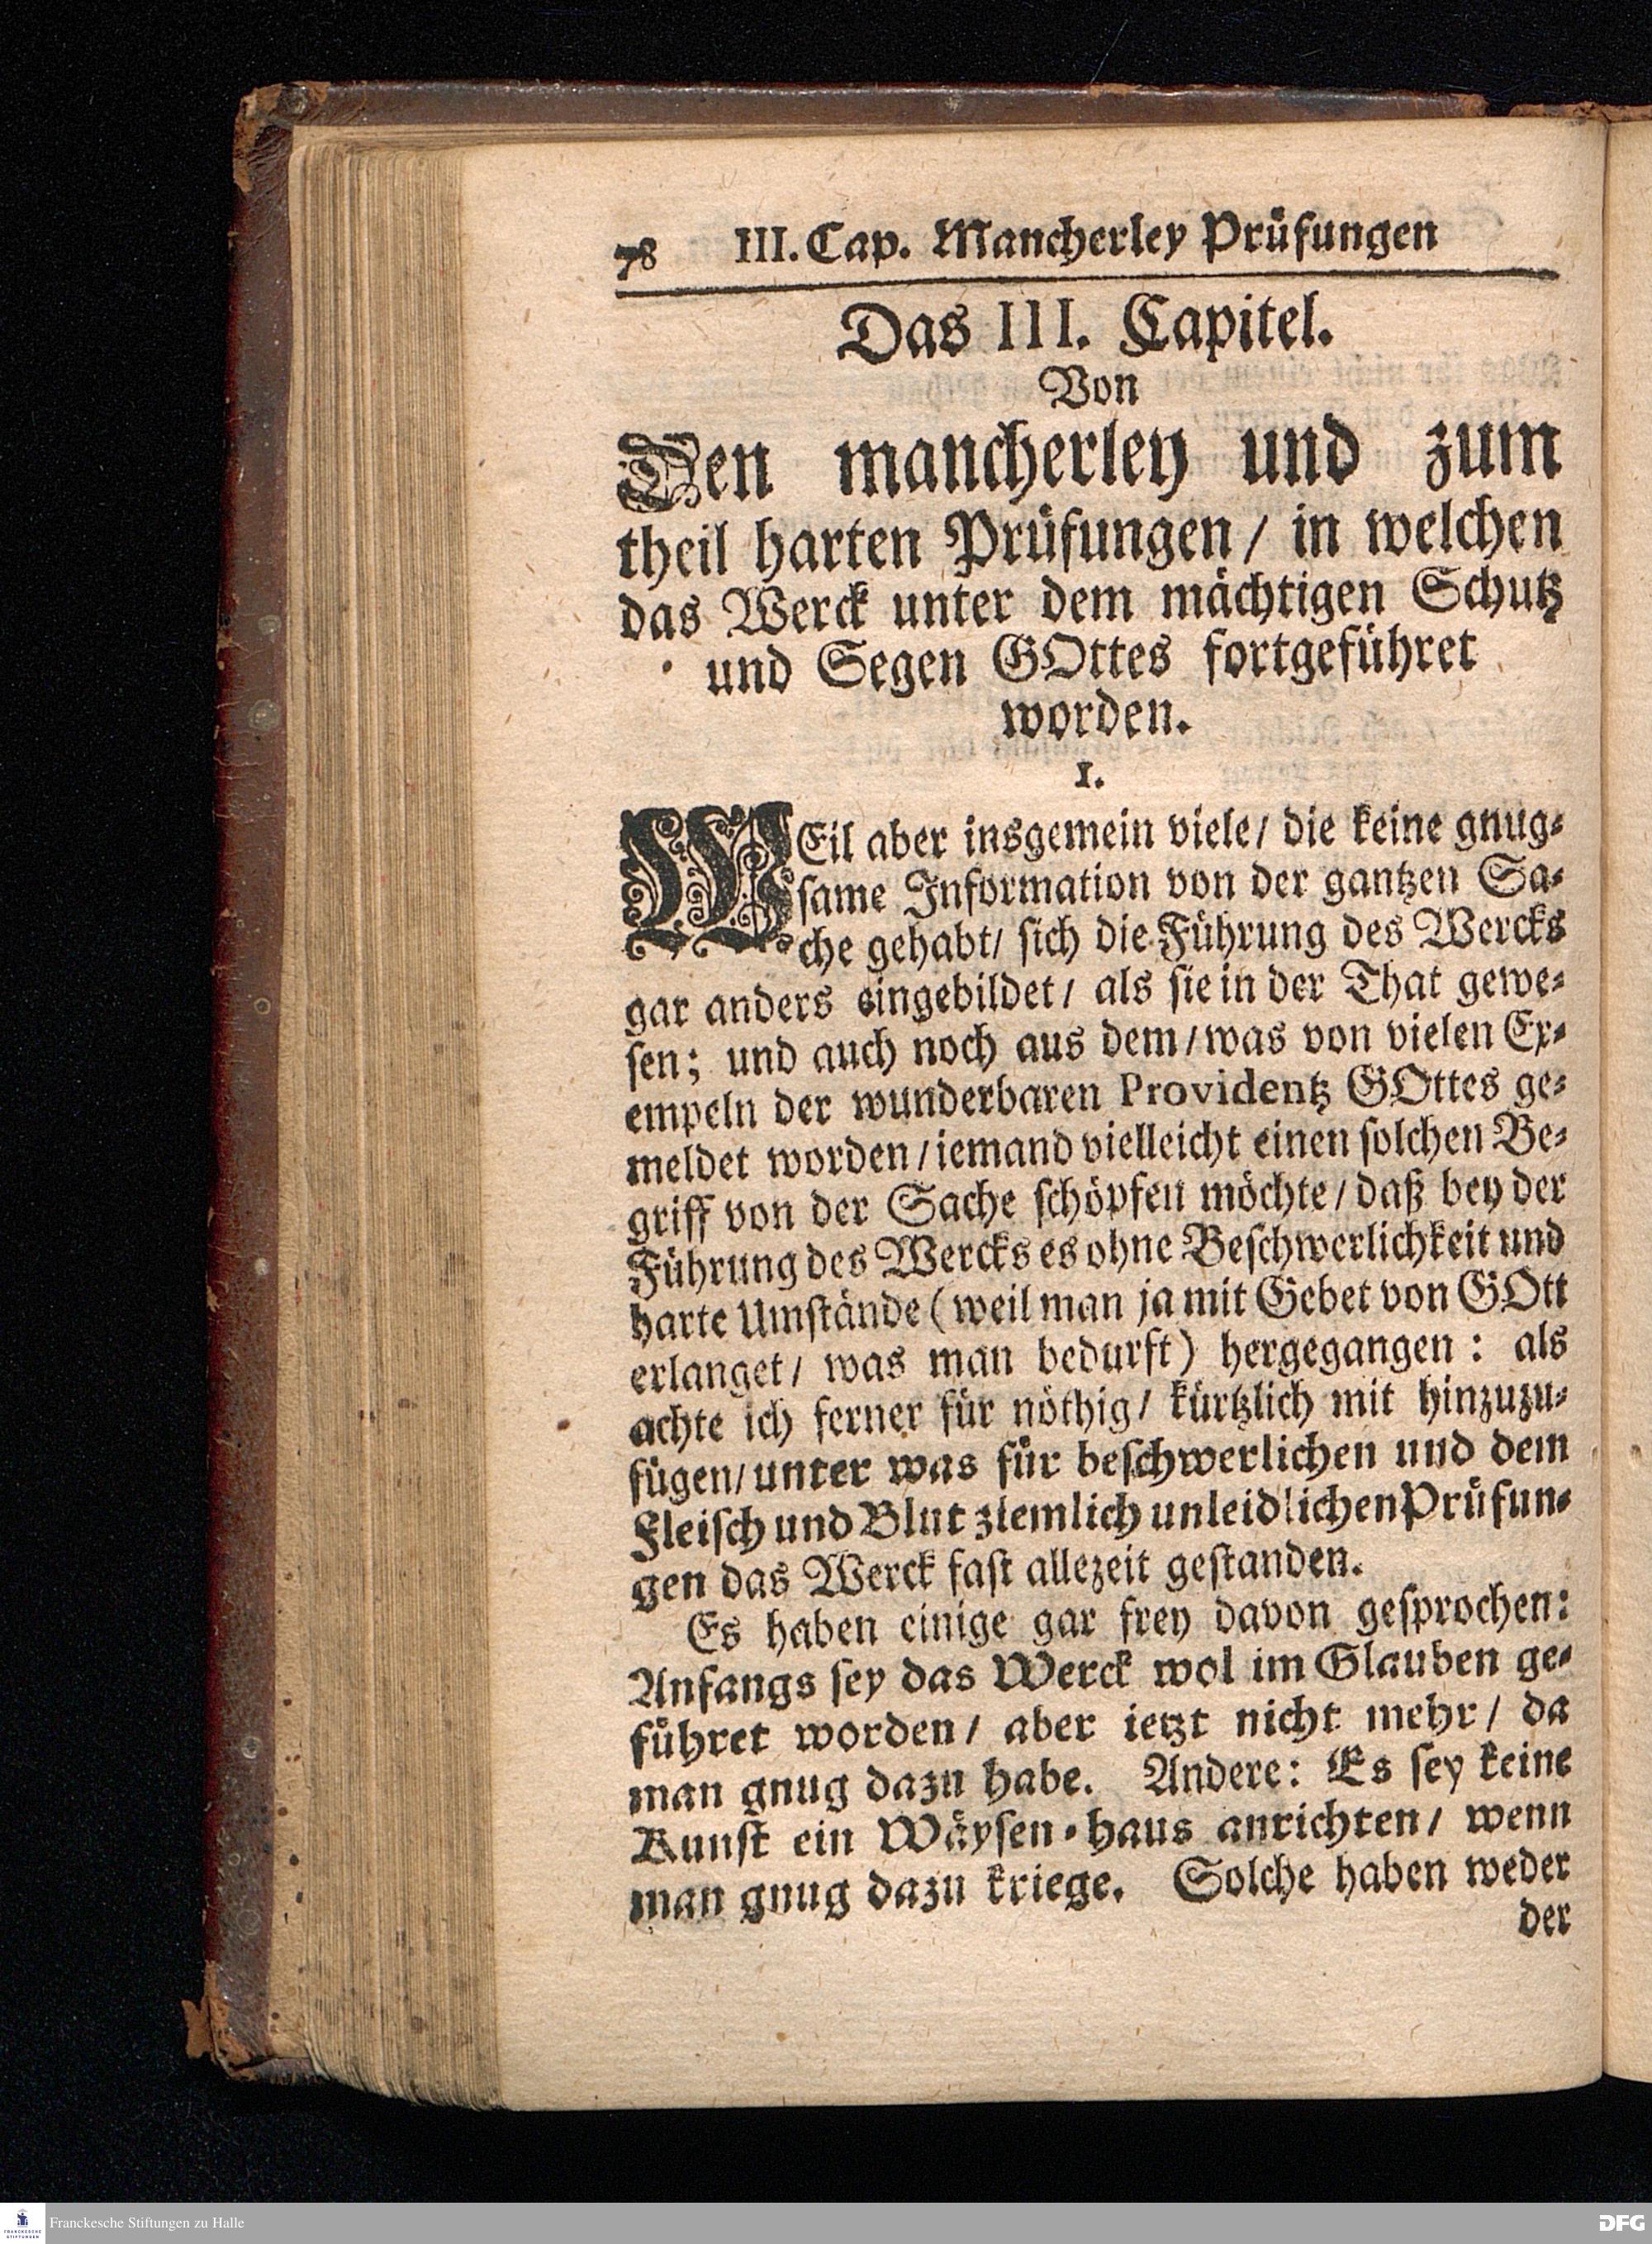 78 III. Cap. Mancherley Prüfungen
Das III. Capitel.
Von
Den mancherley und zum
theil harten Prüfungen / in welchen
das Werck unter dem mächtigen Schutz
und Segen GOttes fortgeführet
worden.
1.
WEil aber insgemein viele / die keine gnug-
same Information von der gantzen Sa-
che gehabt / sich die Führung des Wercks
gar anders eingebildet / als sie in der That gewe-
sen; und auch noch aus dem / was von vielen Ex-
empeln der wunderbaren Providentz GOttes ge-
meldet worden / iemand vielleicht einen solchen Be-
griff von der Sache schöpfen möchte / daß bey der
Führung des Wercks es ohne Beschwerlichkeit und
harte Umstände (weil man ja mit Gebet von GOtt
erlanget / was man bedurft) hergegangen: als
achte ich ferner für nöthig / kürtzlich mit hinzuzu-
fügen / unter was für beschwerlichen und dem
Fleisch und Blut ziemlich unleidlichen Prüfun-
gen das Werck fast allezeit gestanden.
Es haben einige gar frey davon gesprochen:
Anfangs sey das Werck wol im Glauben ge-
führet worden / aber ietzt nicht mehr / da
man gnug dazu habe. Andere: Es sey keine
Kunst ein Wäysen-haus anrichten / wenn
man gnug dazu kriege. Solche haben weder
der
FRANCKESCHE STIFTUNGEN
Franckesche Stiftungen zu Halle
DFG